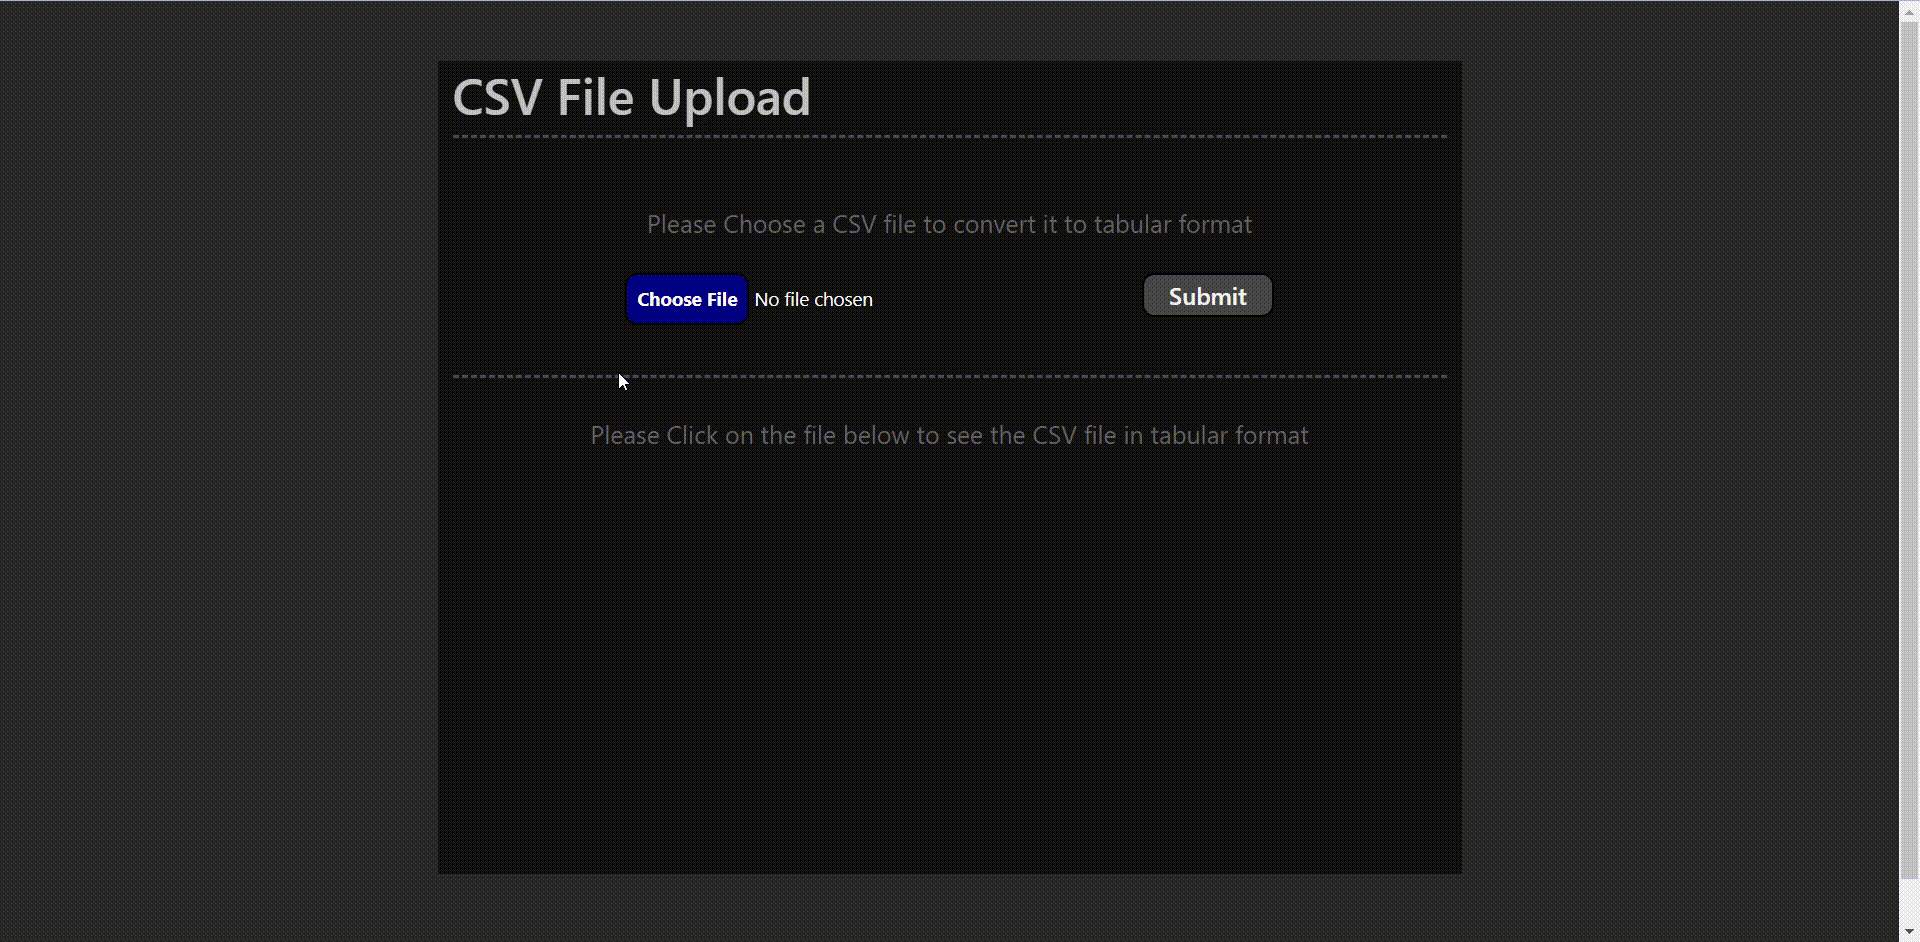 CSV File Upload
Please Choose a CSV file to convert it to tabular format
Choose File No file chosen
Submit
Please Click on the file below to see the CSV file in tabular format